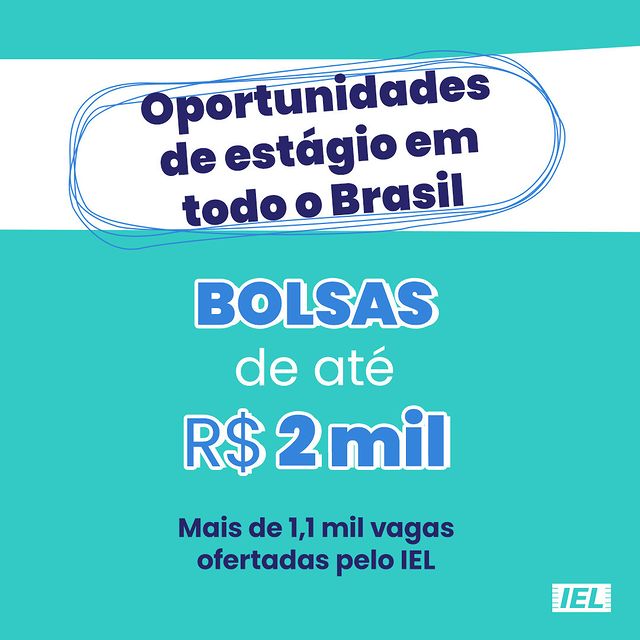 Oportunidades
de estágio em
todo o Brasil
BOLSAS
de até
R$ 2 mil
Mais de 1,1 mil vagas
ofertadas pelo IEL
IEL